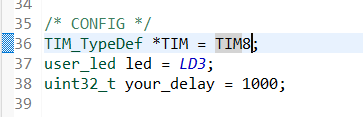 34
35 /* CONFIG */
36 TIM_TypeDef *TIM = TIM8;
37 user_led led = LD3;
38 uint32_t your_delay = 1000;
39